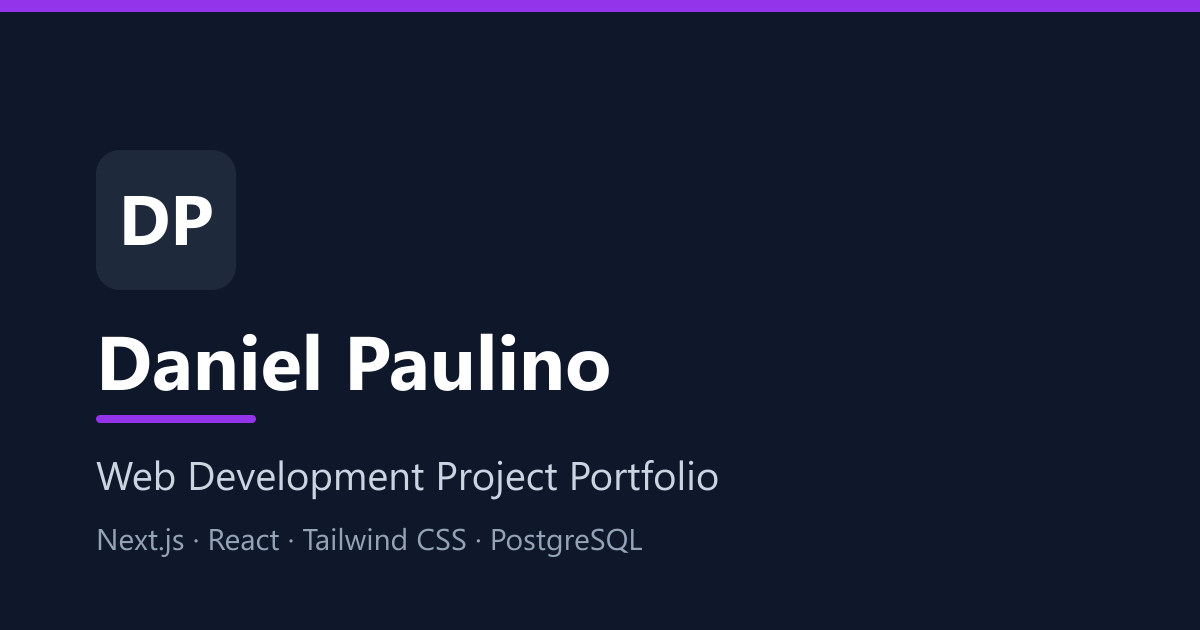 DP
Daniel Paulino
Web Development Project Portfolio
Next.js · React · Tailwind CSS · PostgreSQL